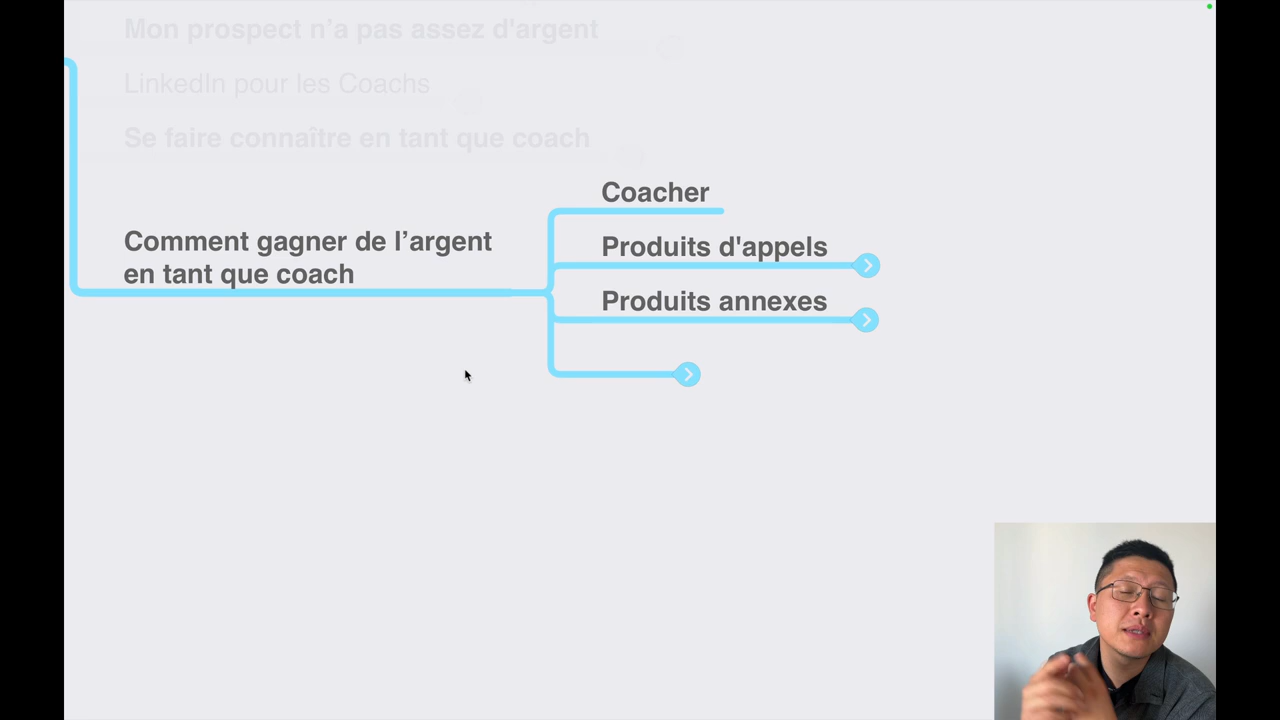 Mon prospect n’a pas assez d'argent
LinkedIn pour les Coachs
Se faire connaître en tant que coach
Coacher
Comment gagner de l’argent
en tant que coach
Produits d'appels
Produits annexes